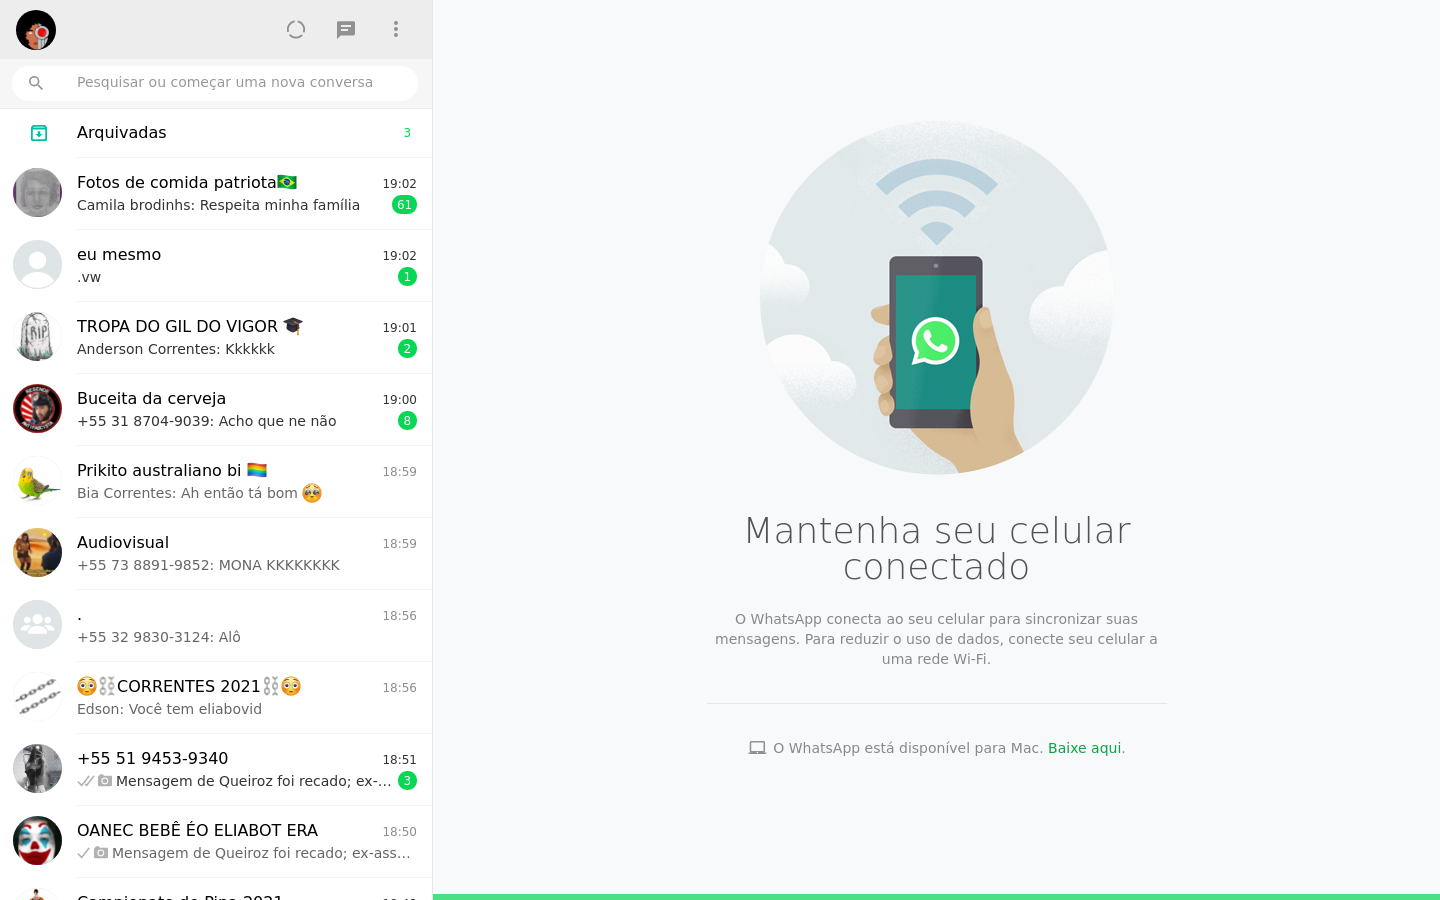 Pesquisar ou começar uma nova conversa
Arquivadas 3
Fotos de comida patriota🇧🇷 19:02
Camila brodinhs: Respeita minha família 61
eu mesmo 19:02
.vw 1
RIP
TROPA DO GIL DO VIGOR 🎓 19:01
Anderson Correntes: Kkkkkk 2
Buceita da cerveja 19:00
+55 31 8704-9039: Acho que ne não 8
Prikito australiano bi 🏳️‍🌈 18:59
Bia Correntes: Ah então tá bom 🥺
Audiovisual 18:59
+55 73 8891-9852: MONA KKKKKKKK
. 18:56
+55 32 9830-3124: Alô
😳⛓️CORRENTES 2021⛓️😳 18:56
Edson: Você tem eliabovid
+55 51 9453-9340 18:51
Mensagem de Queiroz foi recado; ex-... 3
OANEC BEBÊ ÉO ELIABOT ERA 18:50
Mensagem de Queiroz foi recado; ex-ass...
Mantenha seu celular
conectado
O WhatsApp conecta ao seu celular para sincronizar suas
mensagens. Para reduzir o uso de dados, conecte seu celular a
uma rede Wi-Fi.
O WhatsApp está disponível para Mac. Baixe aqui.